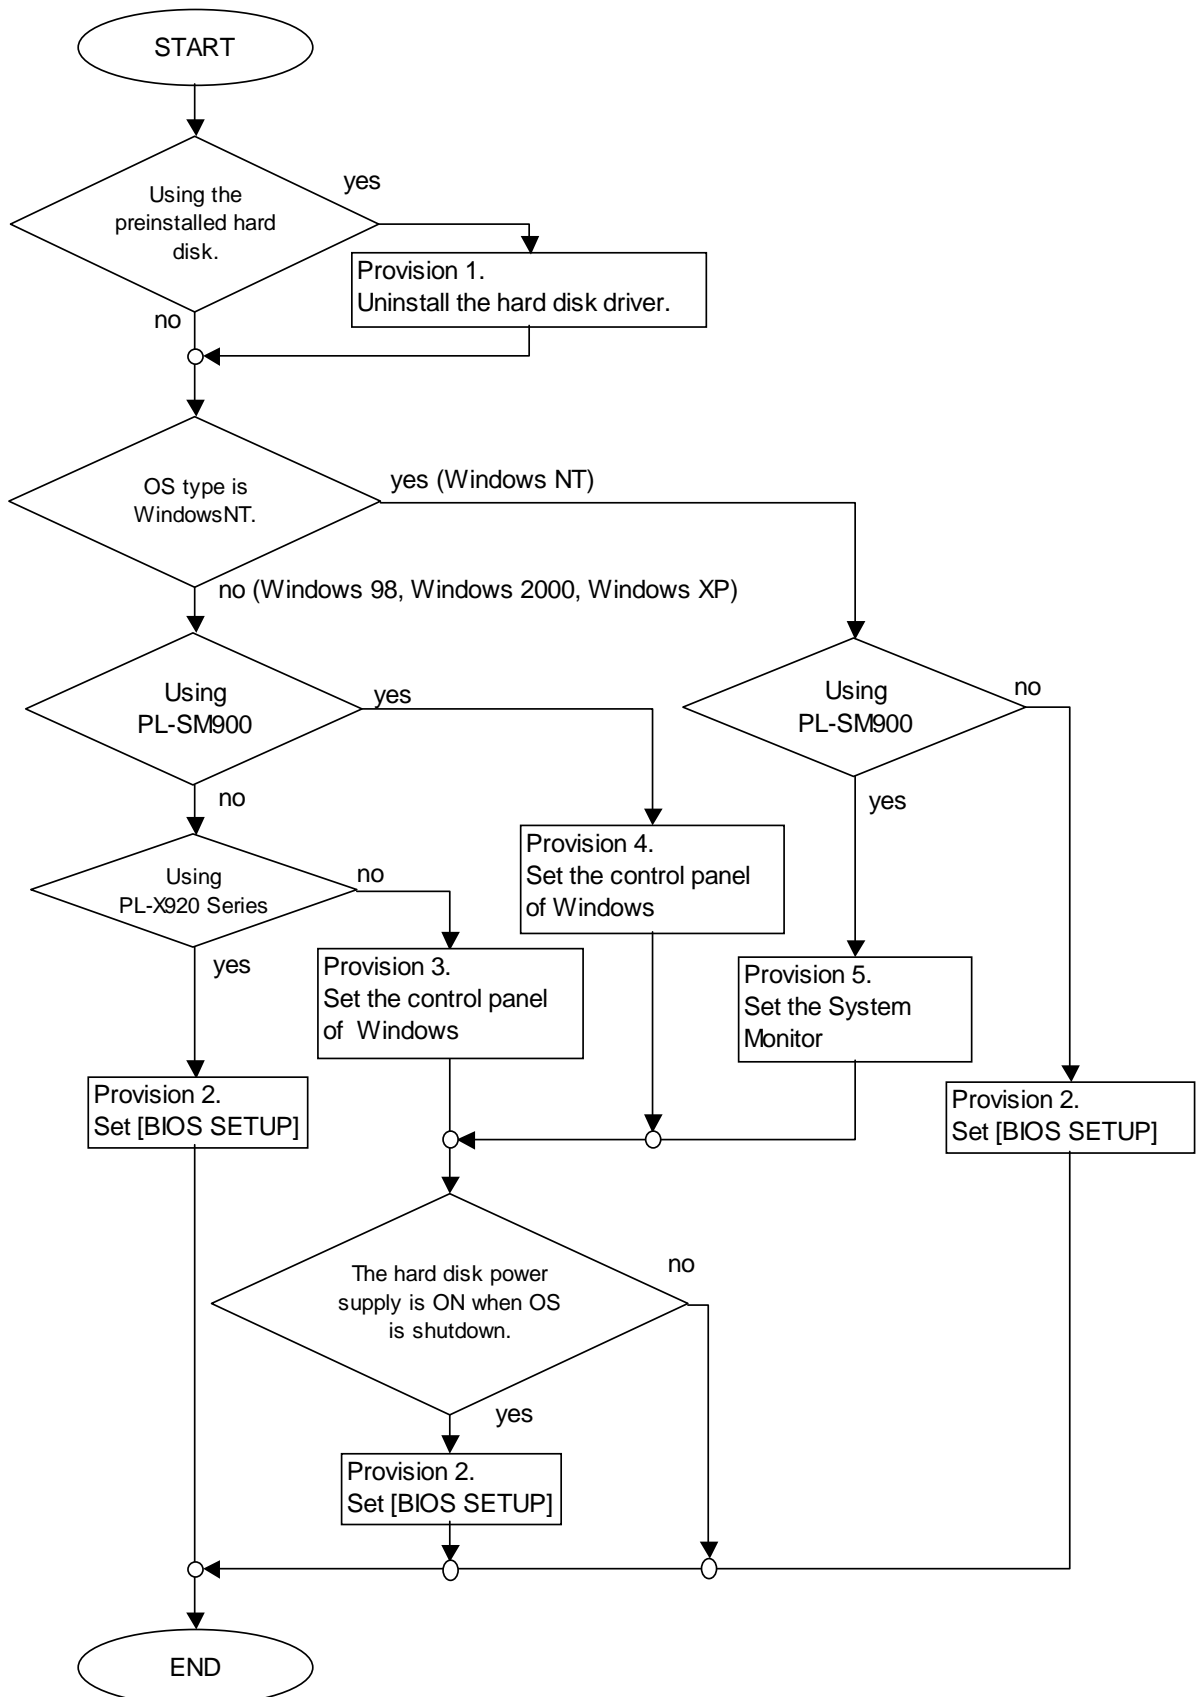 START
Using the
preinstalled hard
disk.
yes
Provision 1.
Uninstall the hard disk driver.
no
OS type is
WindowsNT.
yes (Windows NT)
no (Windows 98, Windows 2000, Windows XP)
Using
PL-SM900
yes
Using
PL-SM900
no
no
yes
Using
PL-X920 Series
no
Provision 4.
Set the control panel
of Windows
yes
Provision 3.
Set the control panel
of Windows
Provision 5.
Set the System
Monitor
Provision 2.
Set [BIOS SETUP]
Provision 2.
Set [BIOS SETUP]
The hard disk power
supply is ON when OS
is shutdown.
no
yes
Provision 2.
Set [BIOS SETUP]
END